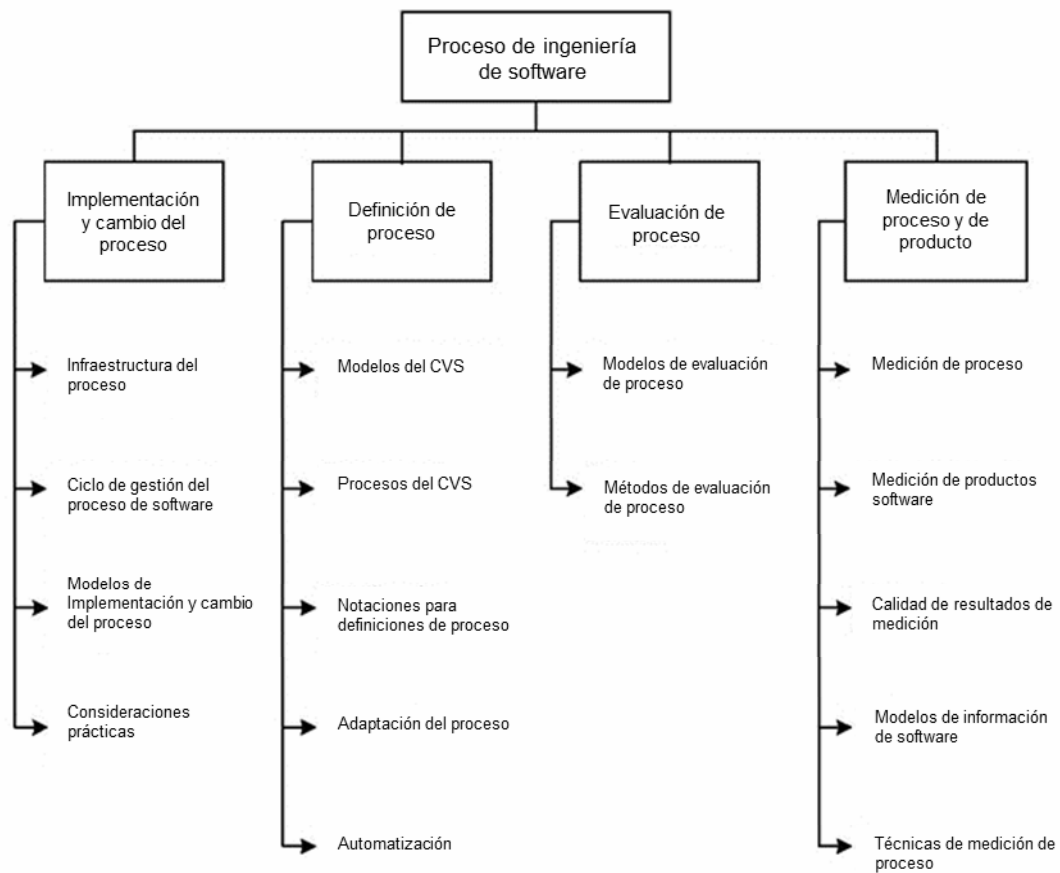 Proceso de ingeniería
de software
Implementación
y cambio del
proceso
Infraestructura del
proceso
Ciclo de gestión del
proceso de software
Modelos de
Implementación y cambio
del proceso
Consideraciones
prácticas
Definición de
proceso
Modelos del CVS
Procesos del CVS
Notaciones para
definiciones de proceso
Adaptación del proceso
Automatización
Evaluación de
proceso
Modelos de evaluación
de proceso
Métodos de evaluación
de proceso
Medición de
proceso y de
producto
Medición de proceso
Medición de productos
software
Calidad de resultados de
medición
Modelos de información
de software
Técnicas de medición de
proceso